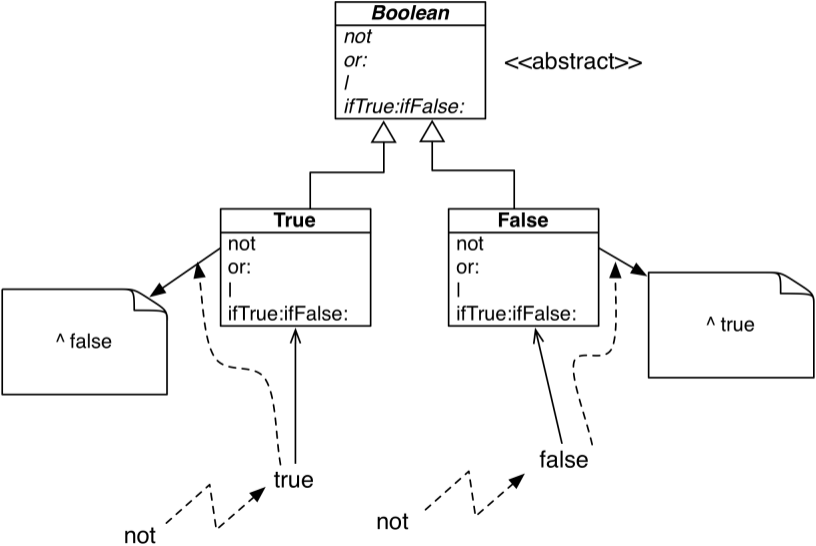 Boolean
not
or:
|
ifTrue:ifFalse:
<<abstract>>
True
not
or:
|
ifTrue:ifFalse:
False
not
or:
|
ifTrue:ifFalse:
^ false
^ true
true
false
not
not